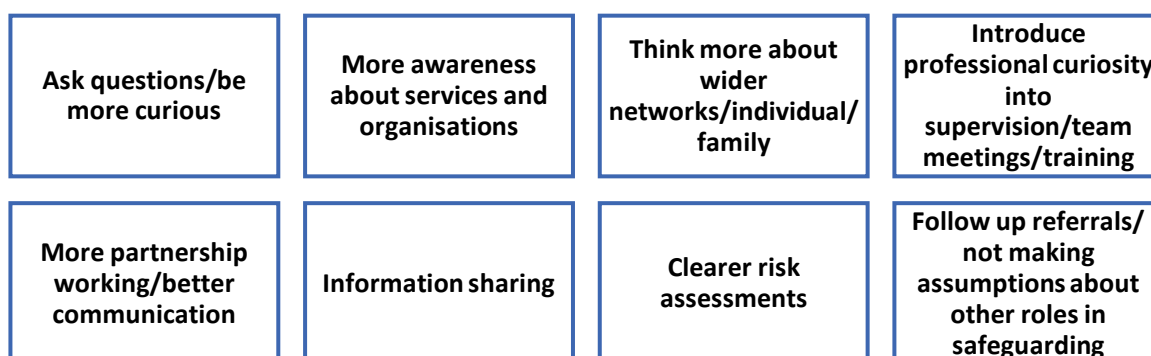 Ask questions/be
more curious
More awareness
about services and
organisations
Think more about
wider
networks/individual/
family
Introduce
professional curiosity
into
supervision/team
meetings/training
More partnership
working/better
communication
Information sharing
Clearer risk
assessments
Follow up referrals/
not making
assumptions about
other roles in
safeguarding